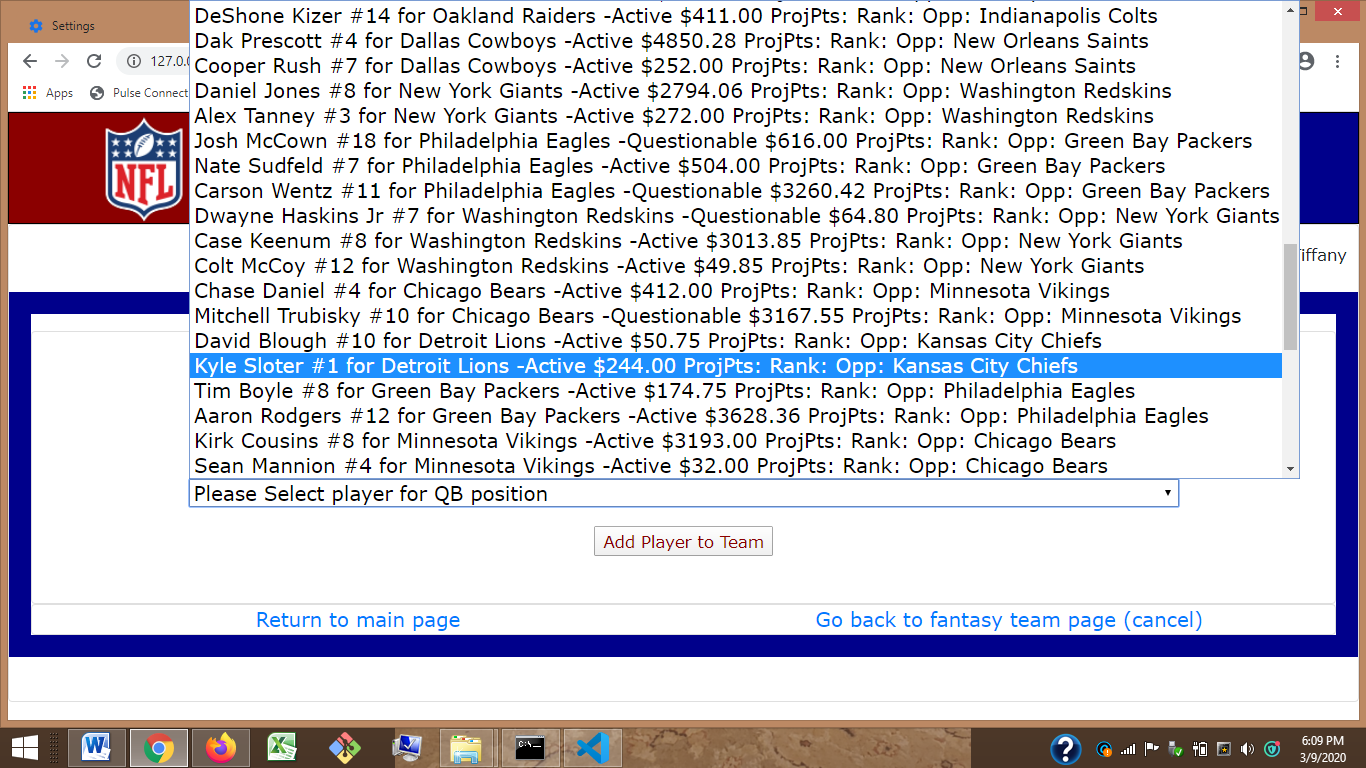 Settings
127.0.0
Apps
Pulse Connect
NFL
DeShone Kizer #14 for Oakland Raiders -Active $411.00 ProjPts: Rank: Opp: Indianapolis Colts
Dak Prescott #4 for Dallas Cowboys -Active $4850.28 ProjPts: Rank: Opp: New Orleans Saints
Cooper Rush #7 for Dallas Cowboys -Active $252.00 ProjPts: Rank: Opp: New Orleans Saints
Daniel Jones #8 for New York Giants -Active $2794.06 ProjPts: Rank: Opp: Washington Redskins
Alex Tanney #3 for New York Giants -Active $272.00 ProjPts: Rank: Opp: Washington Redskins
Josh McCown #18 for Philadelphia Eagles -Questionable $616.00 ProjPts: Rank: Opp: Green Bay Packers
Nate Sudfeld #7 for Philadelphia Eagles -Active $504.00 ProjPts: Rank: Opp: Green Bay Packers
Carson Wentz #11 for Philadelphia Eagles -Questionable $3260.42 ProjPts: Rank: Opp: Green Bay Packers
Dwayne Haskins Jr #7 for Washington Redskins -Questionable $64.80 ProjPts: Rank: Opp: New York Giants
Case Keenum #8 for Washington Redskins -Active $3013.85 ProjPts: Rank: Opp: New York Giants
Colt McCoy #12 for Washington Redskins -Active $49.85 ProjPts: Rank: Opp: New York Giants
Chase Daniel #4 for Chicago Bears -Active $412.00 ProjPts: Rank: Opp: Minnesota Vikings
Mitchell Trubisky #10 for Chicago Bears -Questionable $3167.55 ProjPts: Rank: Opp: Minnesota Vikings
David Blough #10 for Detroit Lions -Active $50.75 ProjPts: Rank: Opp: Kansas City Chiefs
Kyle Sloter #1 for Detroit Lions -Active $244.00 ProjPts: Rank: Opp: Kansas City Chiefs
Tim Boyle #8 for Green Bay Packers -Active $174.75 ProjPts: Rank: Opp: Philadelphia Eagles
Aaron Rodgers #12 for Green Bay Packers -Active $3628.36 ProjPts: Rank: Opp: Philadelphia Eagles
Kirk Cousins #8 for Minnesota Vikings -Active $3193.00 ProjPts: Rank: Opp: Chicago Bears
Sean Mannion #4 for Minnesota Vikings -Active $32.00 ProjPts: Rank: Opp: Chicago Bears
iffany
Please Select player for QB position
Add Player to Team
Return to main page
Go back to fantasy team page (cancel)
6:09 PM
3/9/2020